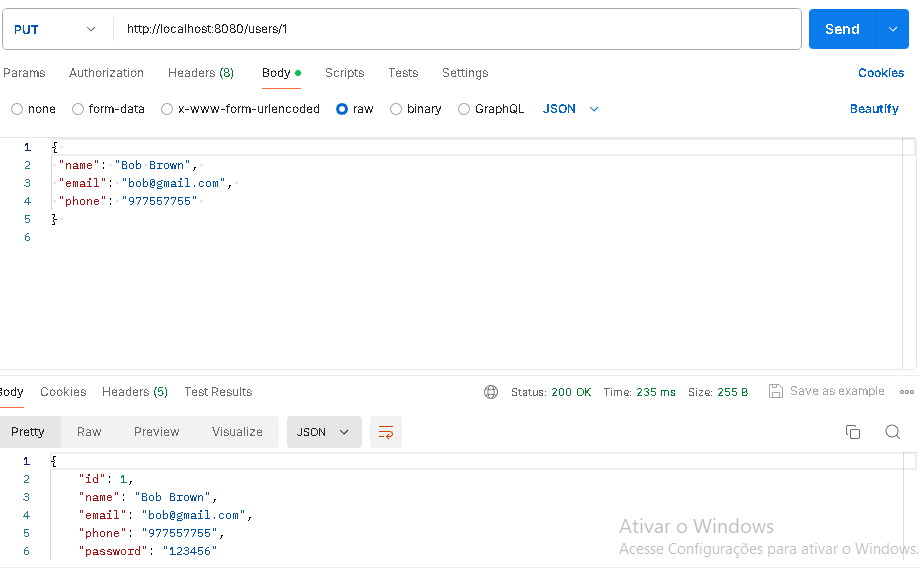 PUT http://localhost:8080/users/1 Send
Params Authorization Headers (8) Body Scripts Tests Settings Cookies
none form-data x-www-form-urlencoded raw binary GraphQL JSON Beautify
1 {
2 "name": "Bob Brown",
3 "email": "bob@gmail.com",
4 "phone": "977557755"
5 }
6
Body Cookies Headers (5) Test Results Status: 200 OK Time: 235 ms Size: 255 B Save as example
Pretty Raw Preview Visualize JSON
1 {
2 "id": 1,
3 "name": "Bob Brown",
4 "email": "bob@gmail.com",
5 "phone": "977557755",
6 "password": "123456"
Ativar o Windows
Acesse Configurações para ativar o Windows.